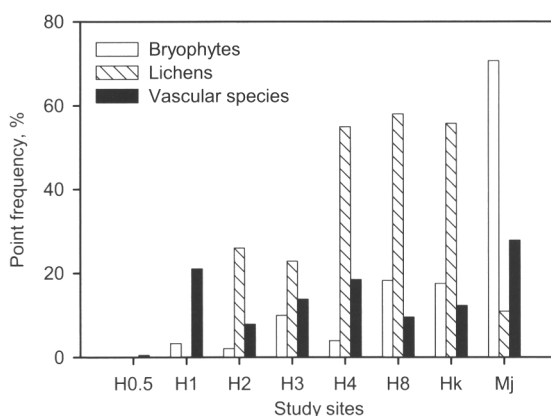 80
60
40
20
0
Point frequency, %
Bryophytes
Lichens
Vascular species
H0.5 H1 H2 H3 H4 H8 Hk Mj
Study sites